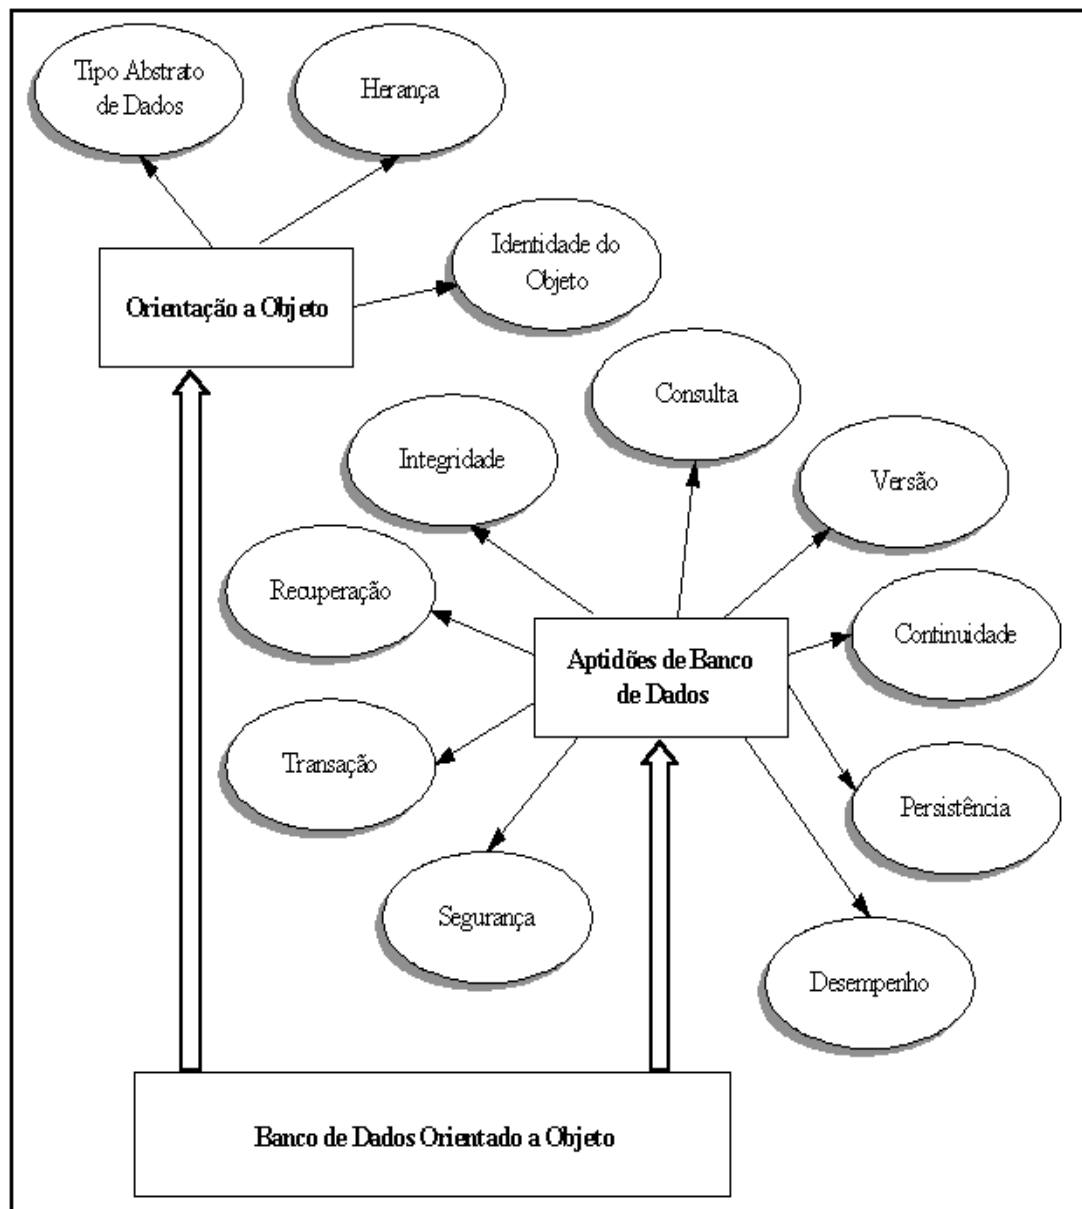 Tipo Abstrato
de Dados
Herança
Identidade do
Objeto
Orientação a Objeto
Consulta
Integridade
Versão
Recuperação
Continuidade
Aptidões de Banco
de Dados
Transação
Persistência
Segurança
Desempenho
Banco de Dados Orientado a Objeto